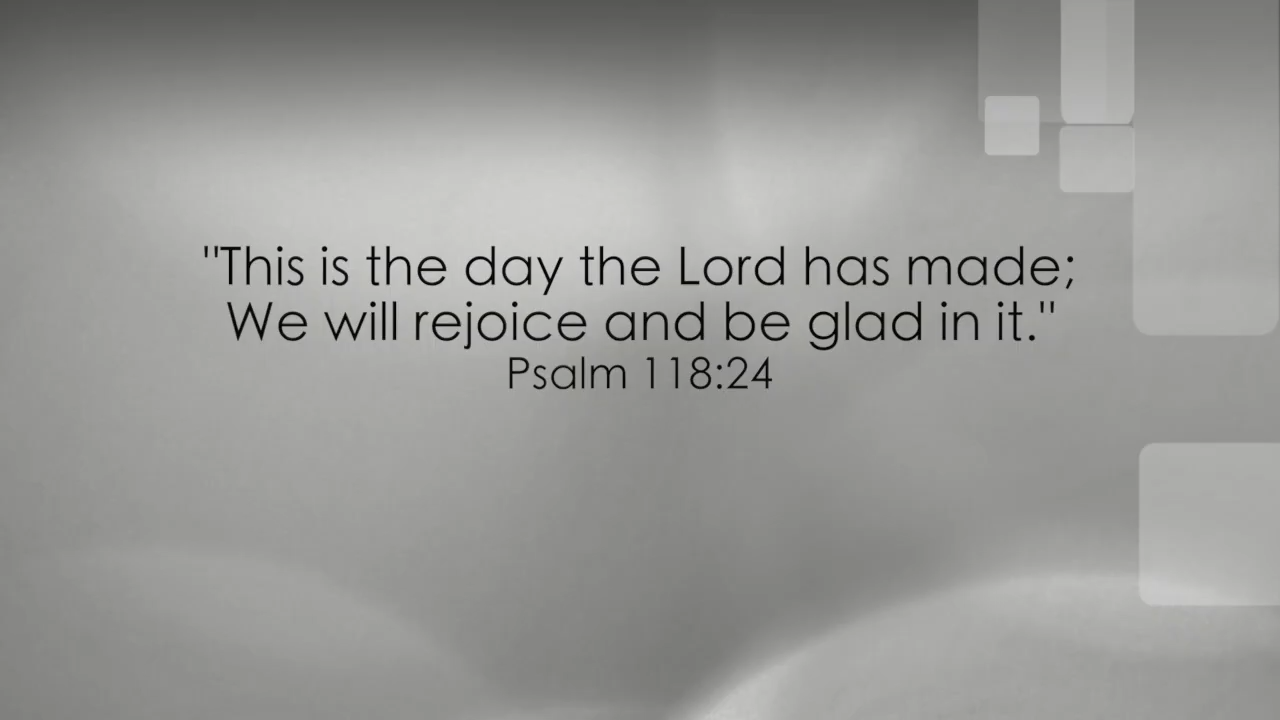 "This is the day the Lord has made;
We will rejoice and be glad in it."
Psalm 118:24